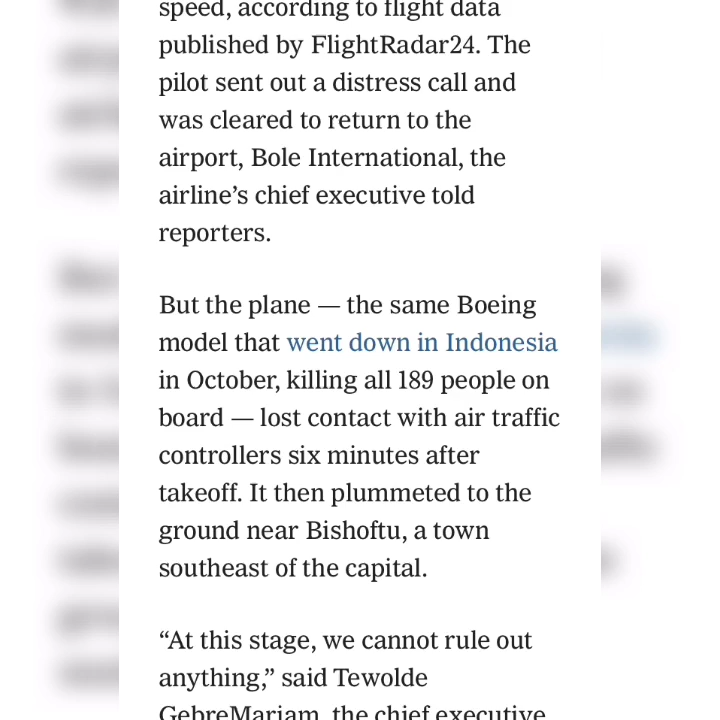 speed, according to flight data
published by FlightRadar24. The
pilot sent out a distress call and
was cleared to return to the
airport, Bole International, the
airline’s chief executive told
reporters.
But the plane — the same Boeing
model that went down in Indonesia
in October, killing all 189 people on
board — lost contact with air traffic
controllers six minutes after
takeoff. It then plummeted to the
ground near Bishoftu, a town
southeast of the capital.
“At this stage, we cannot rule out
anything,” said Tewolde
GebreMariam, the chief executive